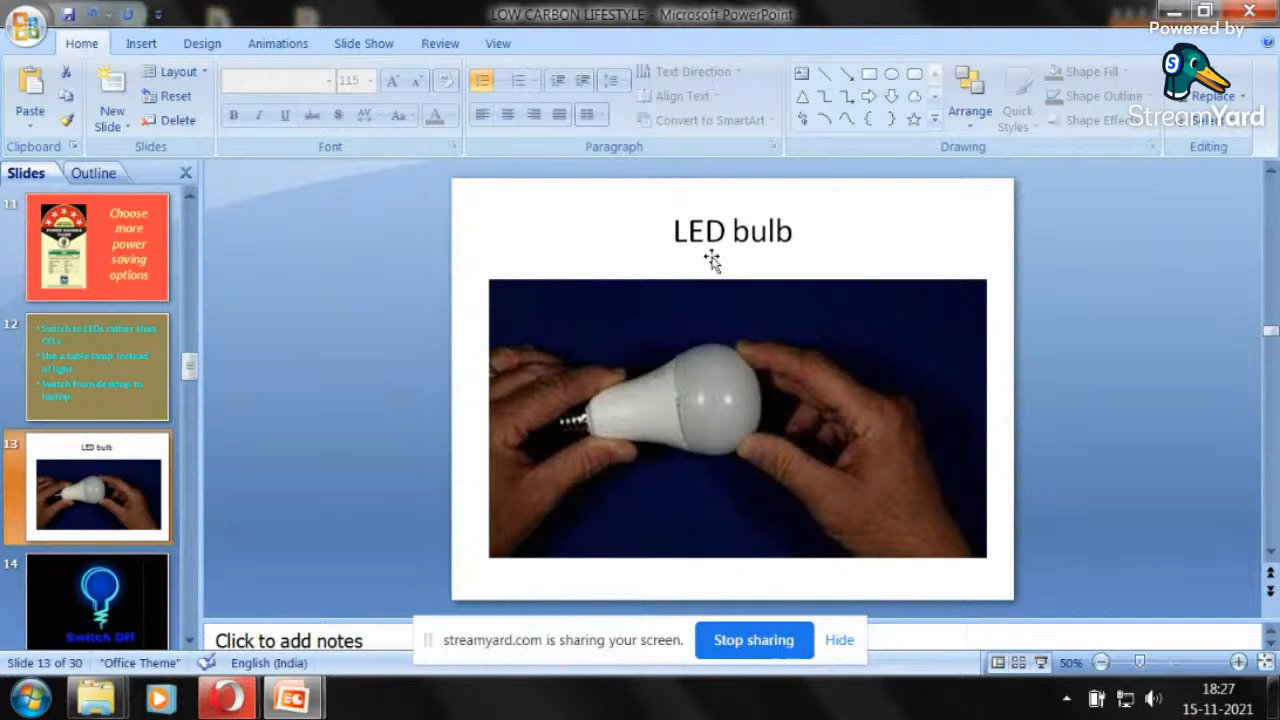 LOW CARBON LIFESTYLE - Microsoft PowerPoint
Powered by
StreamYard
Home Insert Design Animations Slide Show Review View
Paste
Clipboard
New
Slide
Layout
Reset
Delete
Slides
115
Font
Text Direction
Align Text
Convert to SmartArt
Paragraph
Arrange
Quick
Styles
Shape Fill
Shape Outline
Shape Effects
Drawing
Replace
Editing
Slides Outline
11
Choose
more
power
saving
options
12
Switch to LEDs rather than
CFLs
Use a table lamp instead
of light
Switch from desktop to
laptop
13
LED bulb
14
Switch Off
LED bulb
Click to add notes
streamyard.com is sharing your screen. Stop sharing Hide
Slide 13 of 30 "Office Theme" English (India) 50%
18:27
15-11-2021